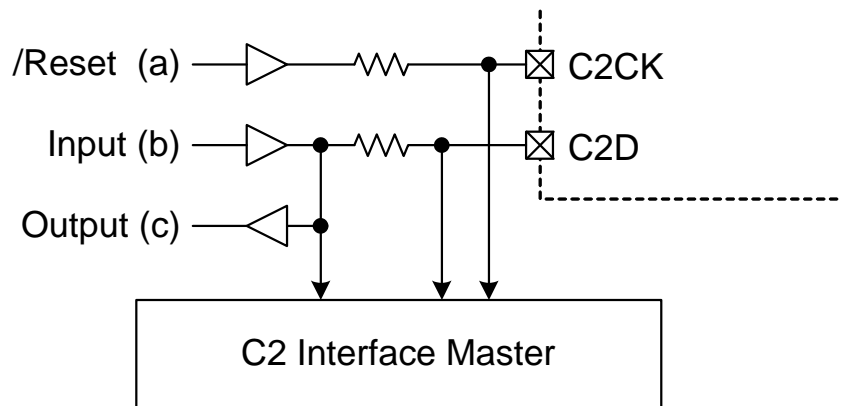 /Reset (a)
C2CK
Input (b)
C2D
Output (c)
C2 Interface Master